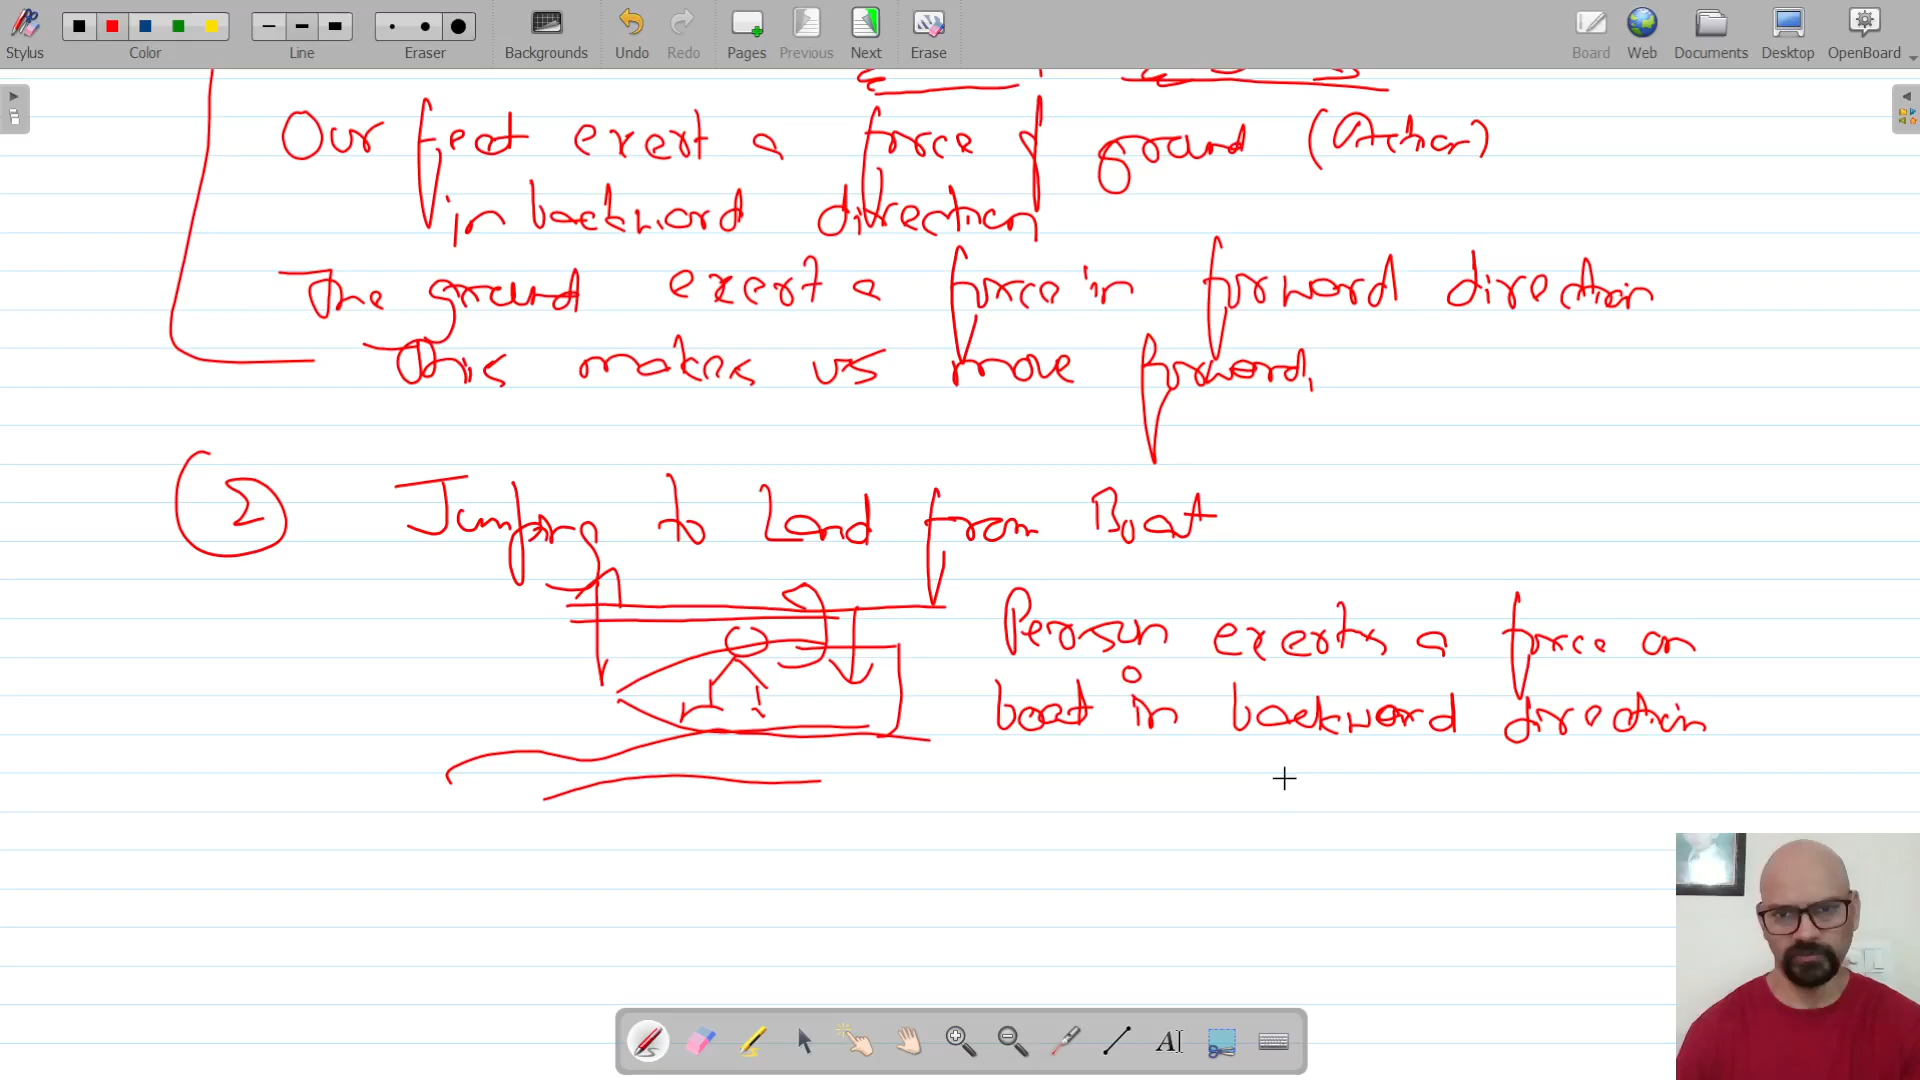 Stylus Color Line Eraser Backgrounds Undo Redo Pages Previous Next Erase Board Web Documents Desktop OpenBoard
Our feet exert a force of ground (Action)
in backward direction
The ground exert a force in forward direction
This makes us move forward.
2 Jumping to Land from Boat
Person exerts a force on
boat in backward direction